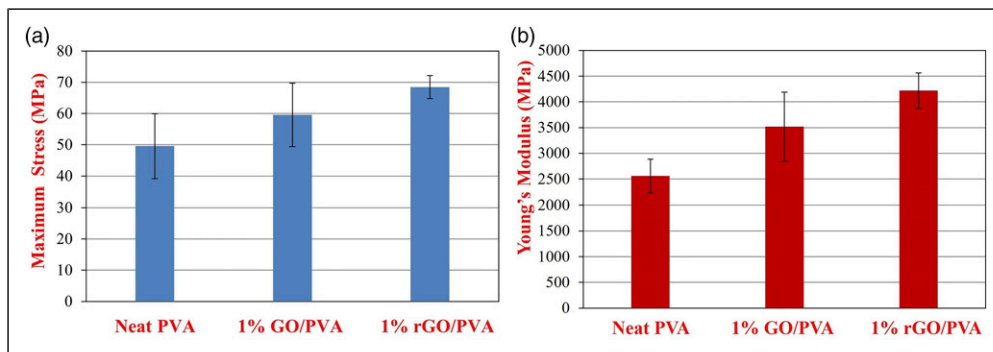 (a)
Maximum Stress (MPa)
80
70
60
50
40
30
20
10
0
Neat PVA
1% GO/PVA
1% rGO/PVA
(b)
Young's Modulus (MPa)
5000
4500
4000
3500
3000
2500
2000
1500
1000
500
0
Neat PVA
1% GO/PVA
1% rGO/PVA